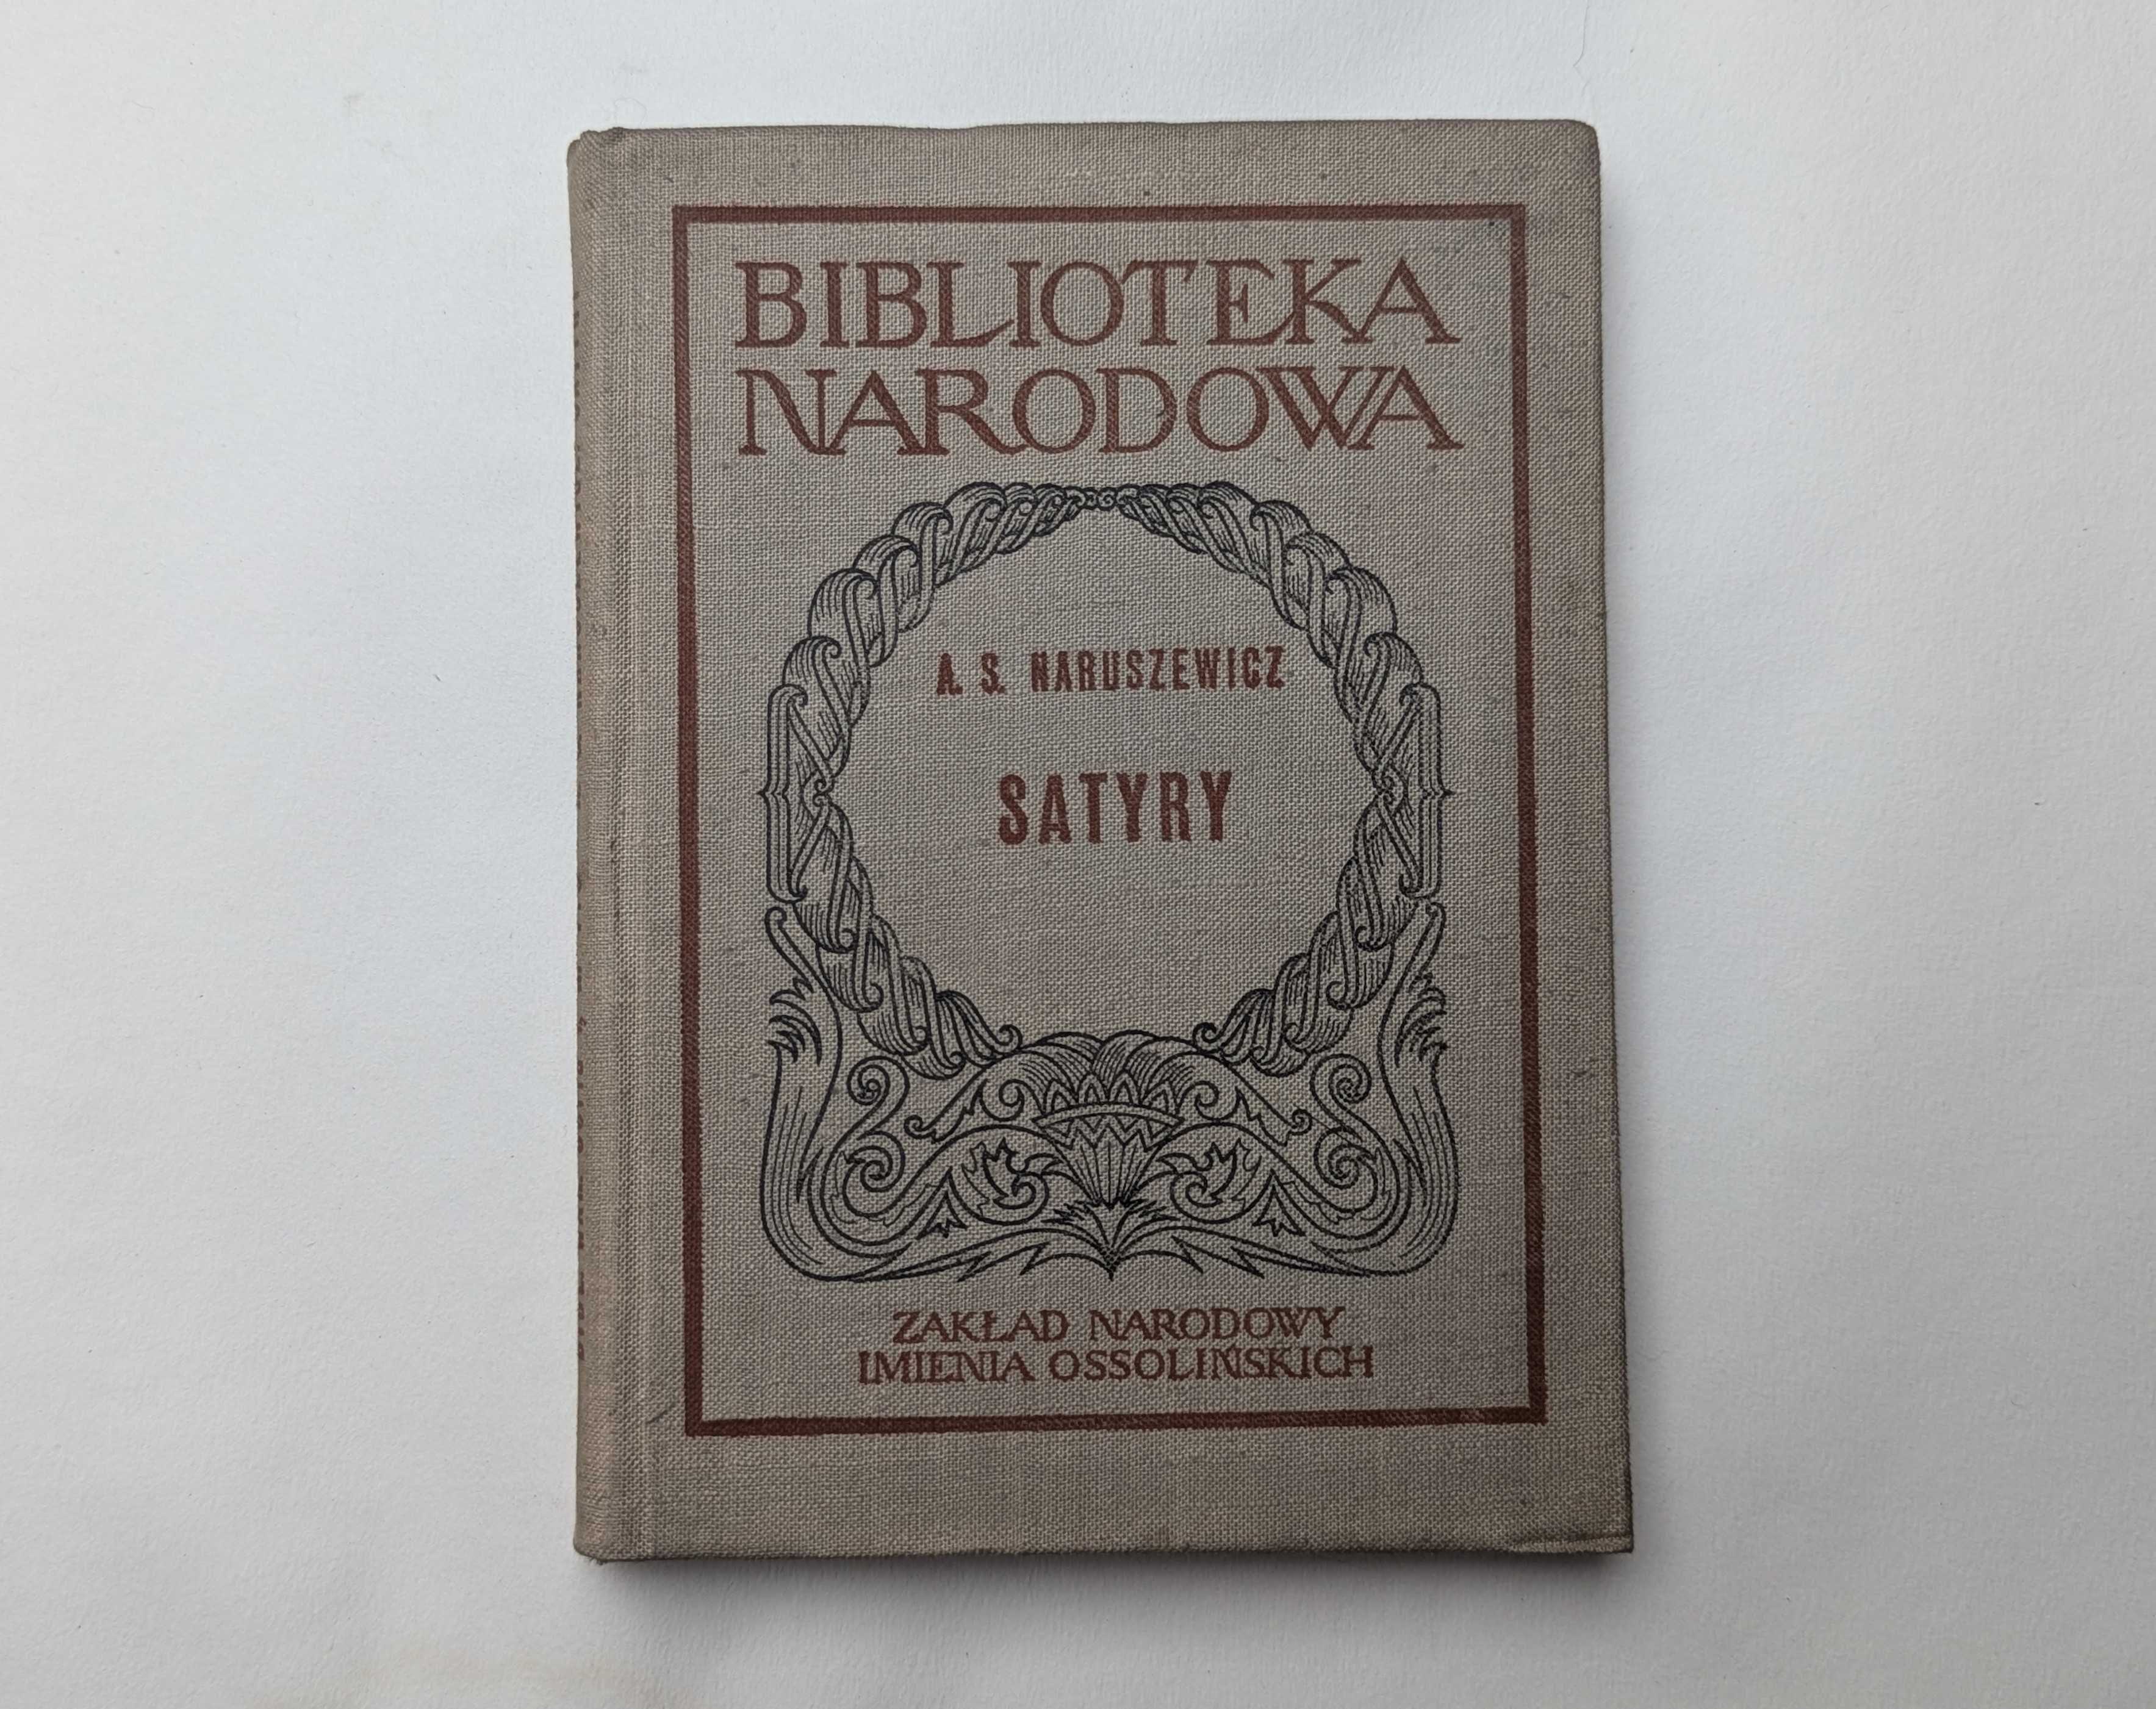 BIBLIOTEKA
NARODOWA
A. S. NARUSZEWICZ
SATYRY
ZAKŁAD NARODOWY
IMIENIA OSSOLIŃSKICH